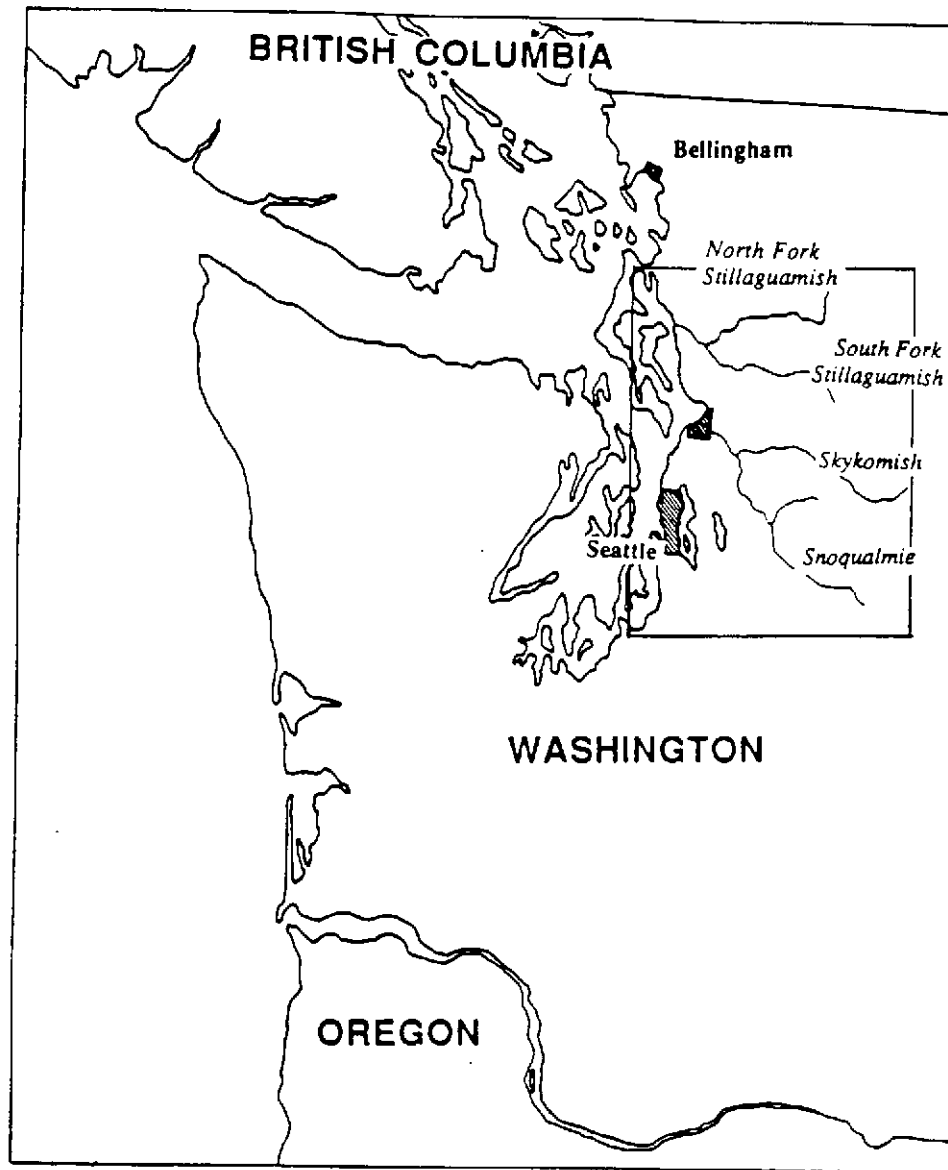 BRITISH COLUMBIA
Bellingham
North Fork
Stillaguamish
South Fork
Stillaguamish
Skykomish
Seattle
Snoqualmie
WASHINGTON
OREGON